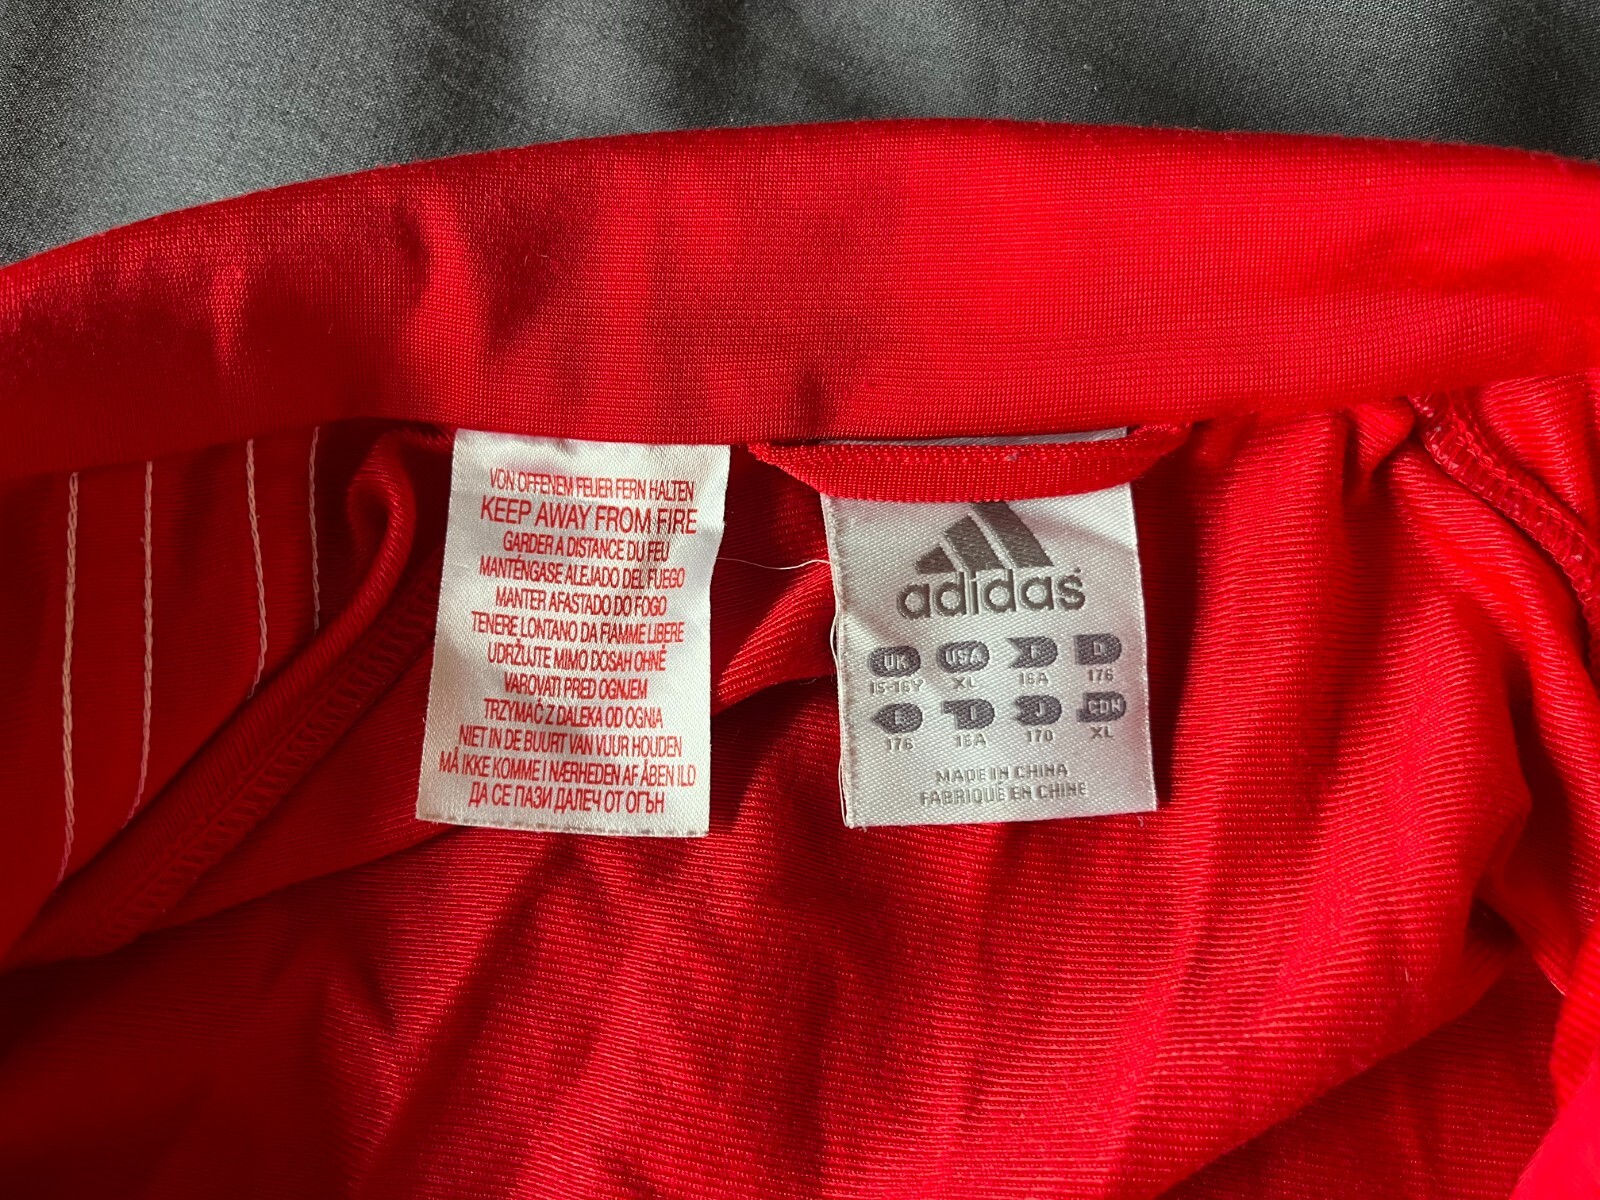 VON OFFENEM FEUER FERN HALTEN
KEEP AWAY FROM FIRE
GARDER A DISTANCE DU FEU
MANTÉNGASE ALEJADO DEL FUEGO
MANTER AFASTADO DO FOGO
TENERE LONTANO DA FIAMME LIBERE
UDRŽUJTE MIMO DOSAH OHNĚ
VAROVATI PRED OGNJEM
TRZYMAĆ Z DALEKA OD OGNIA
NIET IN DE BUURT VAN VUUR HOUDEN
MÅ IKKE KOMME I NÆRHEDEN AF ÅBEN ILD
ДА СЕ ПАЗИ ДАЛЕЧ ОТ ОГЪН
adidas
UK USA F D
15-16Y XL 16A 176
E I J CDN
176 16A 170 XL
MADE IN CHINA
FABRIQUE EN CHINE